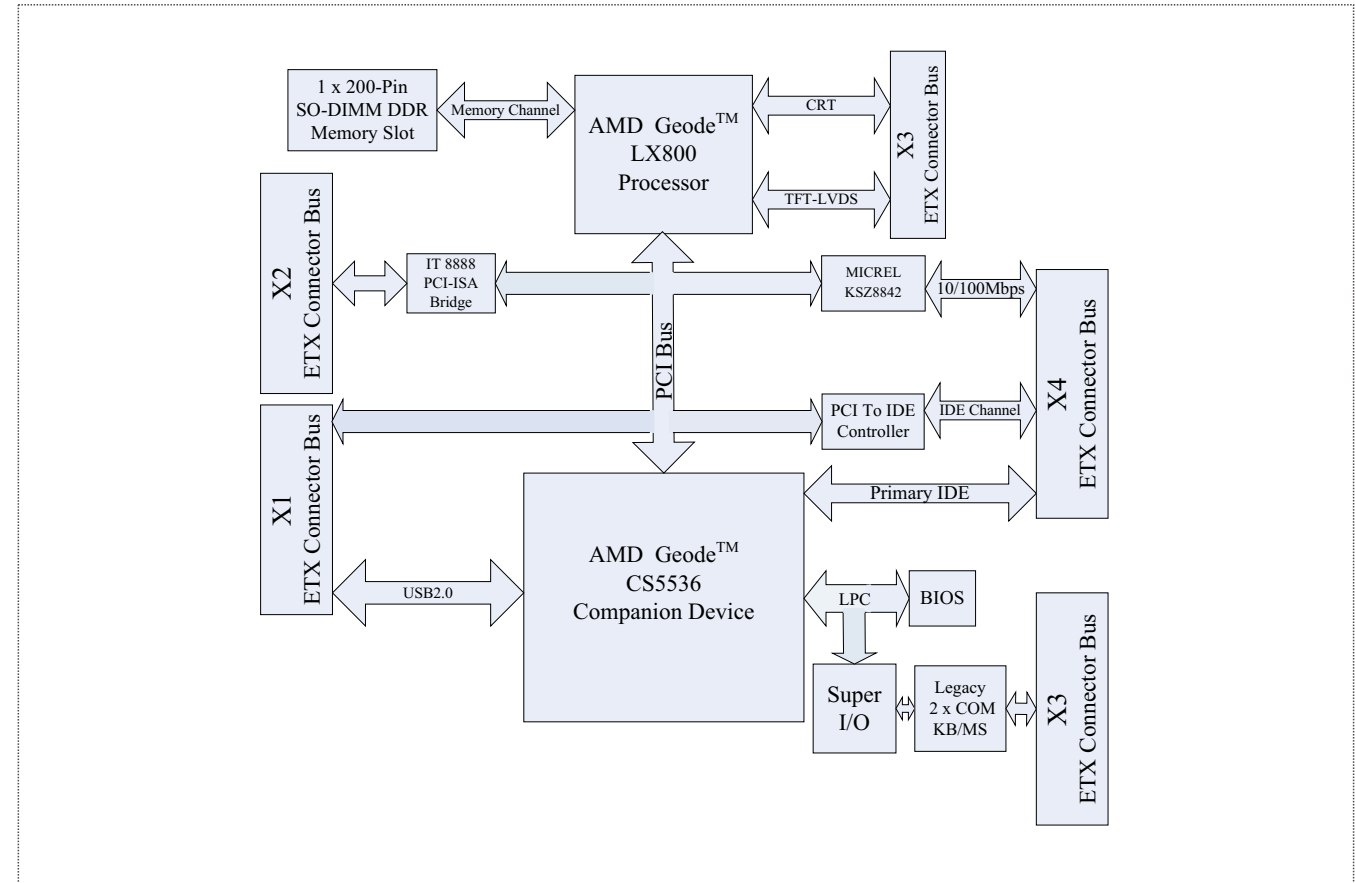 1 x 200-Pin
SO-DIMM DDR
Memory Slot
Memory Channel
AMD Geode™
LX800
Processor
CRT
TFT-LVDS
X3
ETX Connector Bus
X2
ETX Connector Bus
IT 8888
PCI-ISA
Bridge
PCI Bus
MICREL
KSZ8842
10/100Mbps
X4
ETX Connector Bus
PCI To IDE
Controller
IDE Channel
Primary IDE
X1
ETX Connector Bus
USB2.0
AMD Geode™
CS5536
Companion Device
LPC
BIOS
Super
I/O
Legacy
2 x COM
KB/MS
X3
ETX Connector Bus